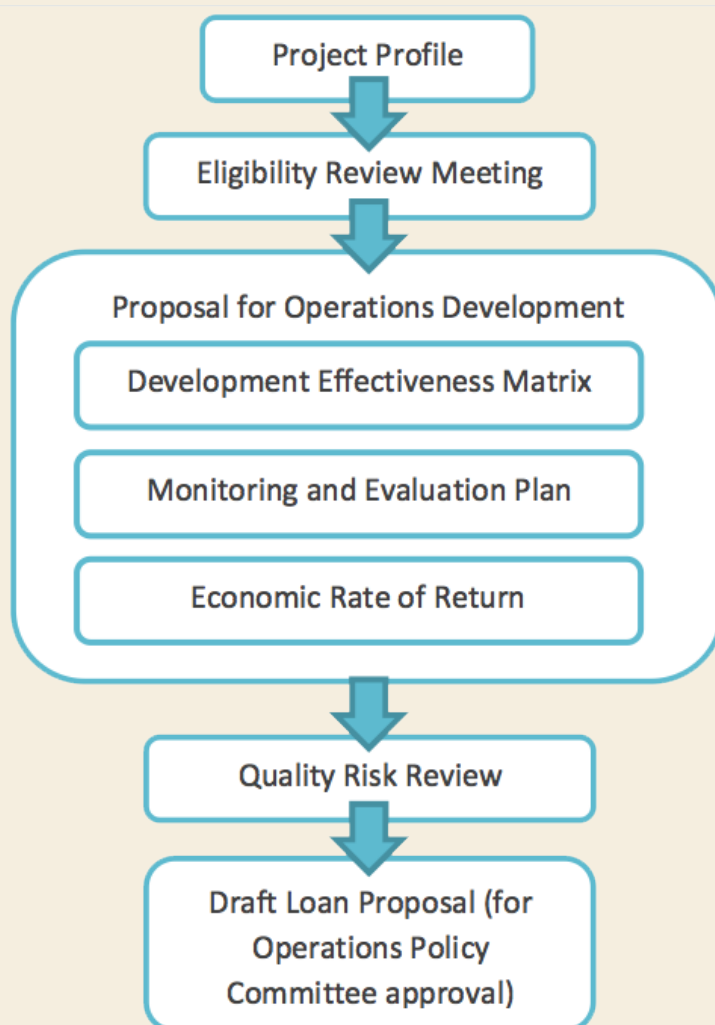 Project Profile
Eligibility Review Meeting
Proposal for Operations Development
Development Effectiveness Matrix
Monitoring and Evaluation Plan
Economic Rate of Return
Quality Risk Review
Draft Loan Proposal (for
Operations Policy
Committee approval)